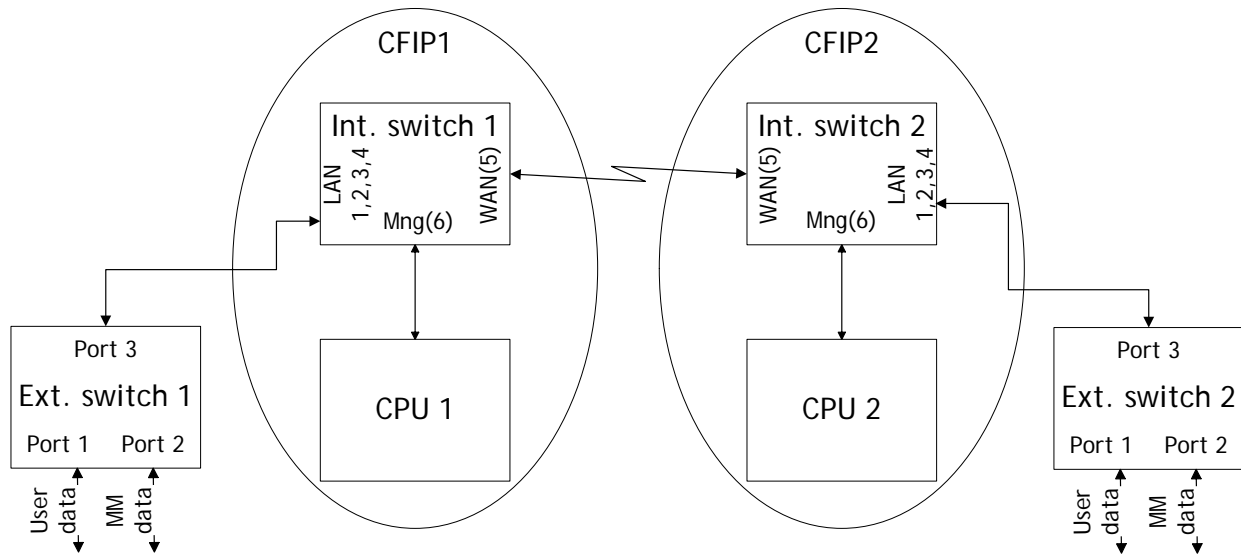 CFIP1
CFIP2
Int. switch 1
LAN
1,2,3,4
WAN(5)
Mng(6)
Int. switch 2
WAN(5)
LAN
1,2,3,4
Mng(6)
Port 3
Ext. switch 1
Port 1
Port 2
CPU 1
CPU 2
Port 3
Ext. switch 2
Port 1
Port 2
User
data
MM
data
User
data
MM
data